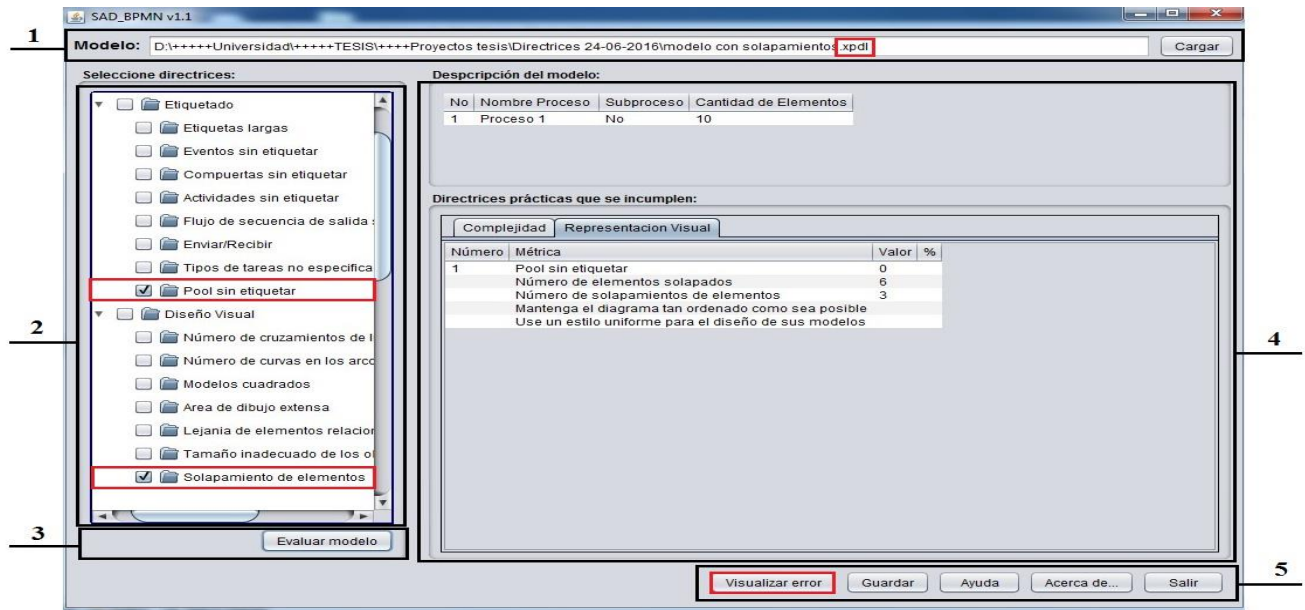 SAD_BPMN v1.1
1
Modelo: D:\+++++Universidad\+++++TESIS\++++Proyectos tesis\Directrices 24-06-2016\modelo con solapamientos.xpdl Cargar
Seleccione directrices:
Etiquetado
Etiquetas largas
Eventos sin etiquetar
Compuertas sin etiquetar
Actividades sin etiquetar
Flujo de secuencia de salida s
Enviar/Recibir
Tipos de tareas no especifica
Pool sin etiquetar
Diseño Visual
2
Número de cruzamientos de l
Número de curvas en los arco
Modelos cuadrados
Area de dibujo extensa
Lejania de elementos relacion
Tamaño inadecuado de los ol
Solapamiento de elementos
3
Evaluar modelo
Despcripción del modelo:
No Nombre Proceso Subproceso Cantidad de Elementos
1 Proceso 1 No 10
Directrices prácticas que se incumplen:
Complejidad Representacion Visual
Número Métrica Valor %
1 Pool sin etiquetar 0
Número de elementos solapados 6
Número de solapamientos de elementos 3
Mantenga el diagrama tan ordenado como sea posible
Use un estilo uniforme para el diseño de sus modelos
4
Visualizar error Guardar Ayuda Acerca de... Salir
5